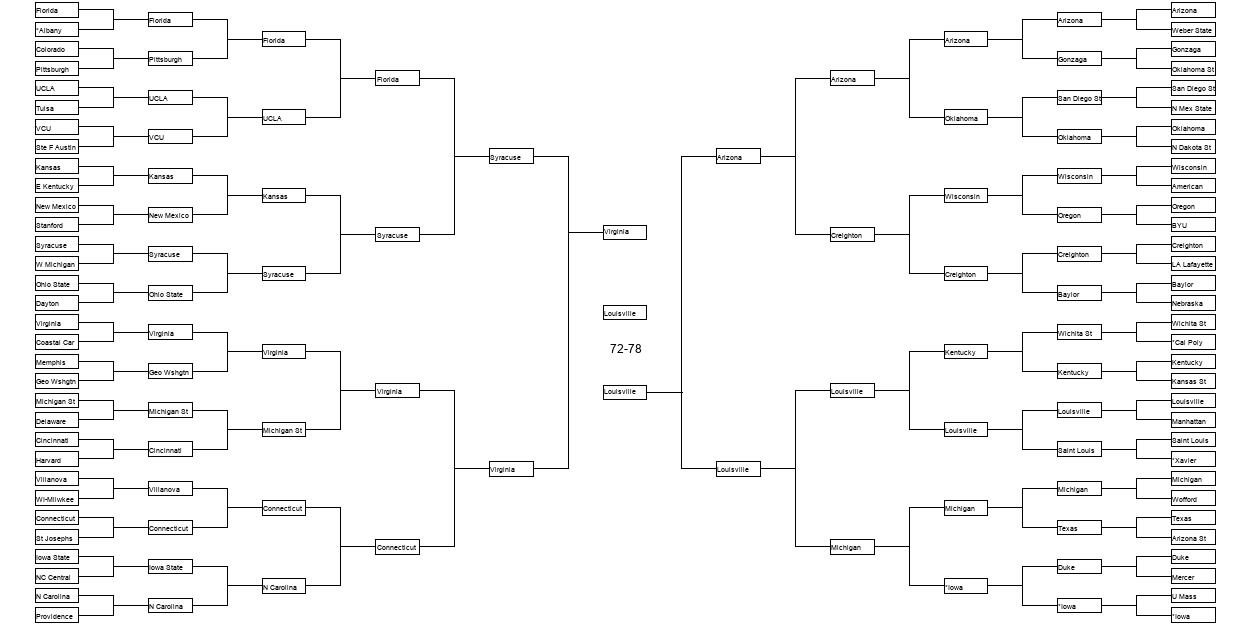 Florida
*Albany
Colorado
Pittsburgh
UCLA
Tulsa
VCU
Ste F Austin
Kansas
E Kentucky
New Mexico
Stanford
Syracuse
W Michigan
Ohio State
Dayton
Virginia
Coastal Car
Memphis
Geo Wshgtn
Michigan St
Delaware
Cincinnati
Harvard
Villanova
WI-Milwkee
Connecticut
St Josephs
Iowa State
NC Central
N Carolina
Providence
Florida
Pittsburgh
UCLA
VCU
Kansas
New Mexico
Syracuse
Ohio State
Virginia
Geo Wshgtn
Michigan St
Cincinnati
Villanova
Connecticut
Iowa State
N Carolina
Florida
UCLA
Kansas
Syracuse
Virginia
Michigan St
Connecticut
N Carolina
Florida
Syracuse
Virginia
Connecticut
Syracuse
Virginia
Virginia
Louisville
72-78
Louisville
Arizona
Louisville
Arizona
Creighton
Louisville
Michigan
Arizona
Oklahoma
Wisconsin
Creighton
Kentucky
Louisville
Michigan
*Iowa
Arizona
Gonzaga
San Diego St
Oklahoma
Wisconsin
Oregon
Creighton
Baylor
Wichita St
Kentucky
Louisville
Saint Louis
Michigan
Texas
Duke
*Iowa
Arizona
Weber State
Gonzaga
Oklahoma St
San Diego St
N Mex State
Oklahoma
N Dakota St
Wisconsin
American
Oregon
BYU
Creighton
LA Lafayette
Baylor
Nebraska
Wichita St
*Cal Poly
Kentucky
Kansas St
Louisville
Manhattan
Saint Louis
*Xavier
Michigan
Wofford
Texas
Arizona St
Duke
Mercer
U Mass
*Iowa